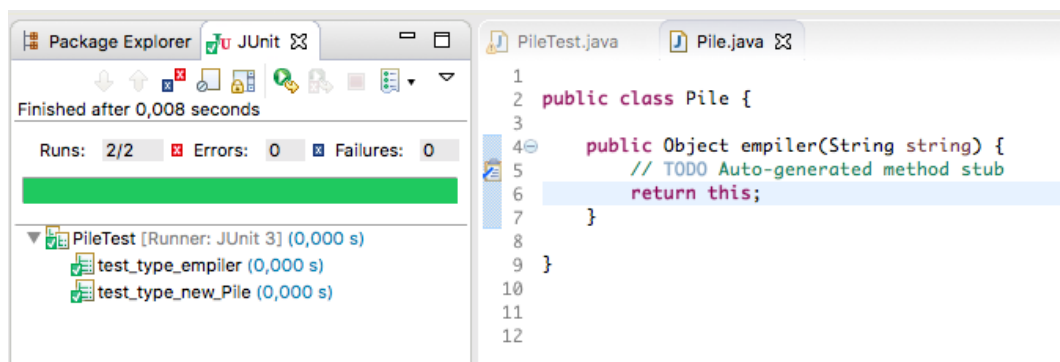 Package Explorer JUnit
Finished after 0,008 seconds
Runs: 2/2 Errors: 0 Failures: 0
PileTest [Runner: JUnit 3] (0,000 s)
test_type_empiler (0,000 s)
test_type_new_Pile (0,000 s)
PileTest.java Pile.java
1
2 public class Pile {
3
4 public Object empiler(String string) {
5 // TODO Auto-generated method stub
6 return this;
7 }
8
9 }
10
11
12